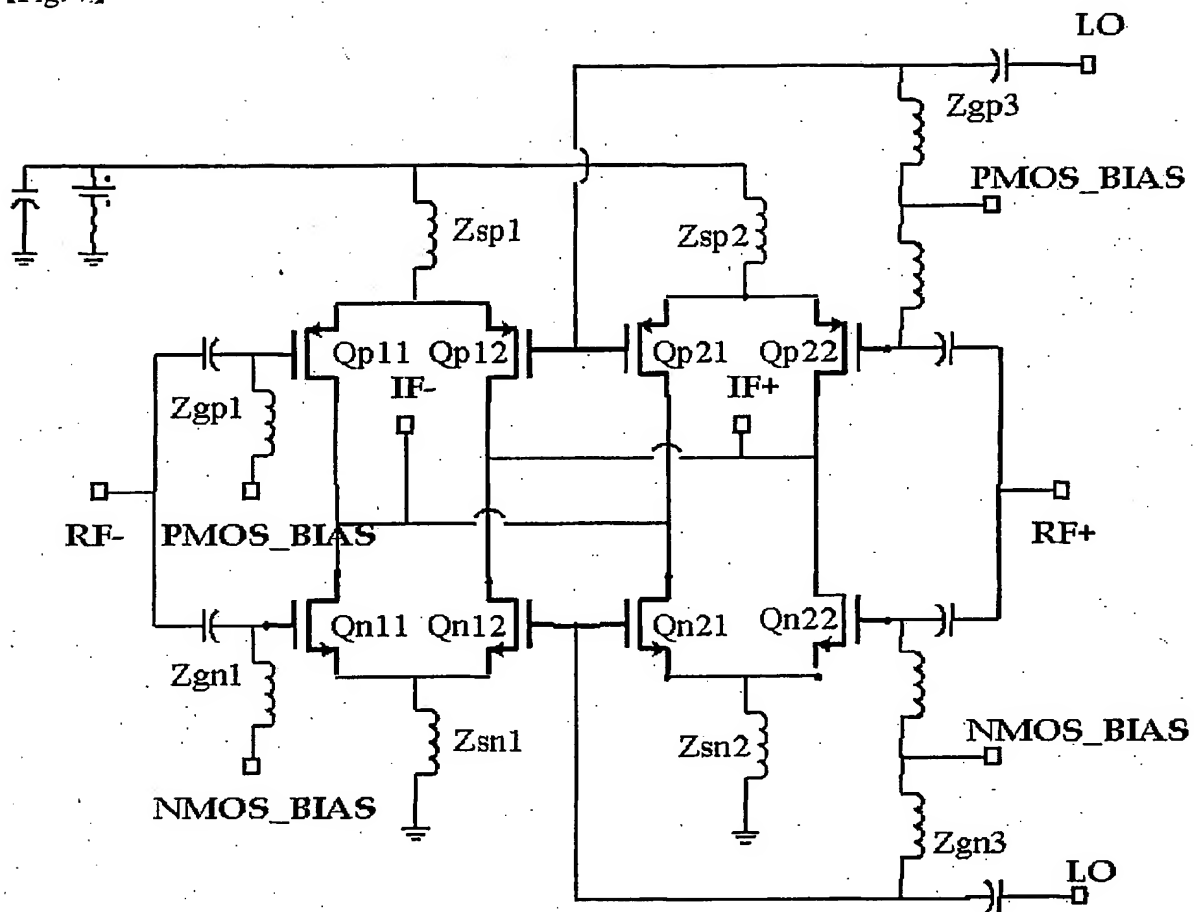 LO
Zgp3
PMOS_BIAS
Zsp1
Zsp2
Qp11
Qp12
Qp21
Qp22
IF-
IF+
Zgp1
RF-
PMOS_BIAS
RF+
Qn11
Qn12
Qn21
Qn22
Zgn1
Zsn1
Zsn2
NMOS_BIAS
NMOS_BIAS
Zgn3
LO